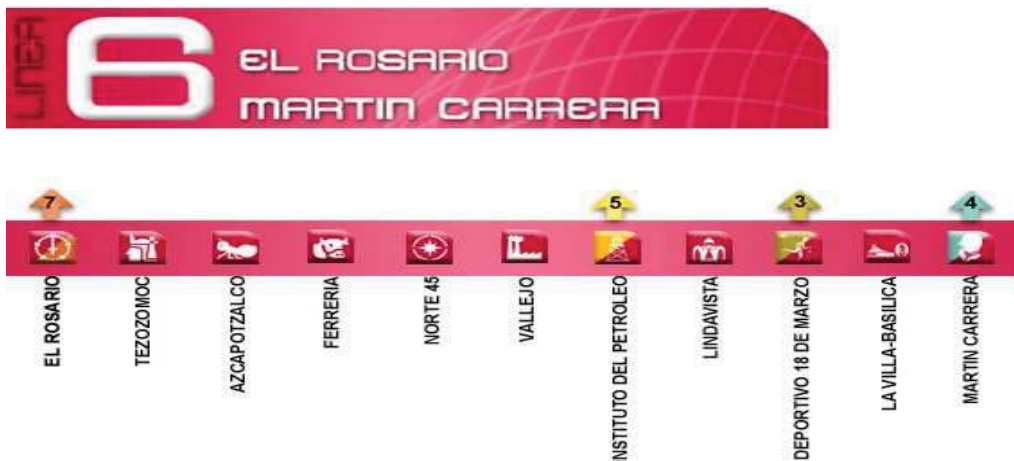 LINEA
6
EL ROSARIO
MARTIN CARRERA
7
5
3
4
EL ROSARIO
TEZOZOMOC
AZCAPOTZALCO
FERRERIA
NORTE 45
VALLEJO
INSTITUTO DEL PETROLEO
LINDAVISTA
DEPORTIVO 18 DE MARZO
LA VILLA-BASILICA
MARTIN CARRERA